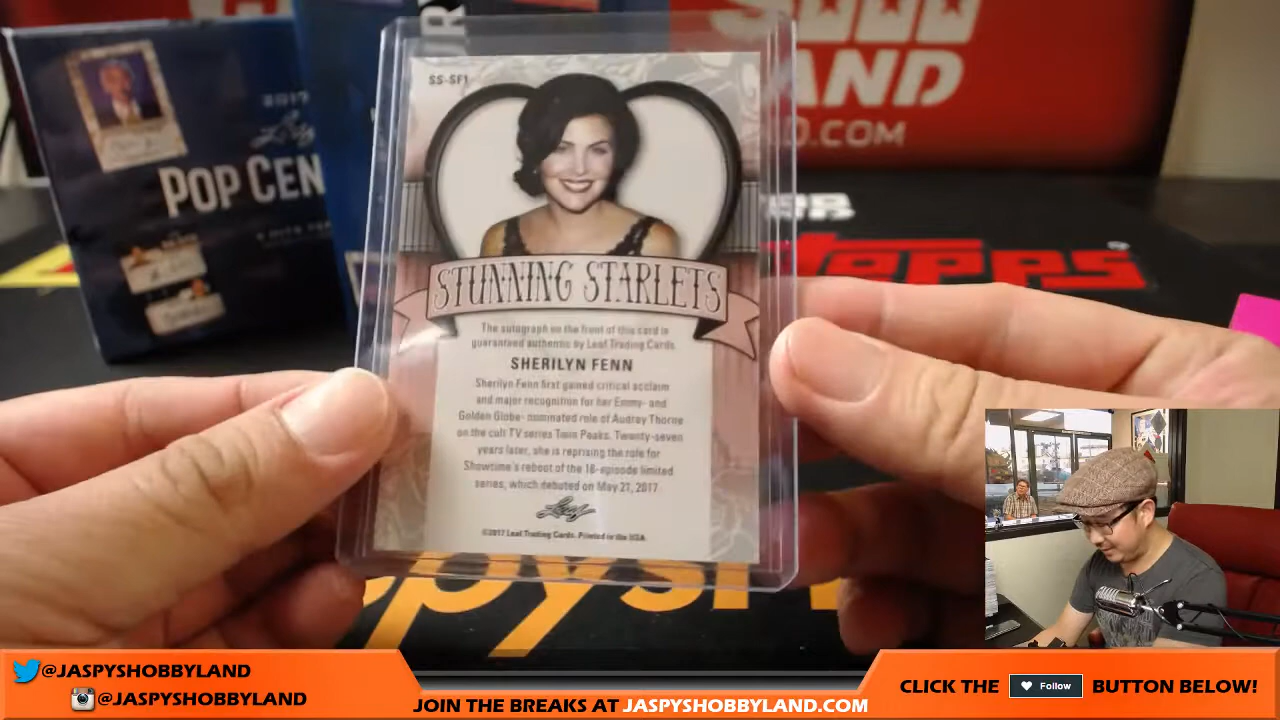 SS-SF1
STUNNING STARLETS
The autograph on the front of this card is
guaranteed authentic by Leaf Trading Cards.
SHERILYN FENN
Sherilyn Fenn first gained critical acclaim
and major recognition for her Emmy- and
Golden Globe- nominated role of Audrey Thorne
on the cult TV series Twin Peaks. Twenty-seven
years later, she is reprising the role for
Showtime's reboot of the 18-episode limited
series, which debuted on May 21, 2017.
Leaf
©2017 Leaf Trading Cards. Printed in the USA.
2017
Leaf
POP CEN
AND
.COM
topps
@JASPYSHOBBYLAND
@JASPYSHOBBYLAND
JOIN THE BREAKS AT JASPYSHOBBYLAND.COM
CLICK THE Follow BUTTON BELOW!